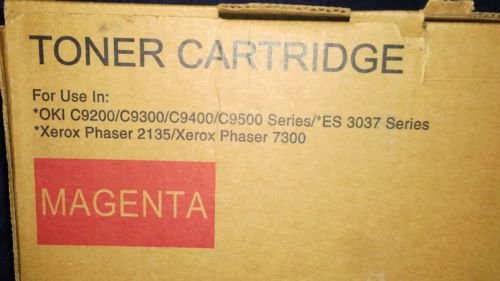 TONER CARTRIDGE
For Use In:
*OKI C9200/C9300/C9400/C9500 Series/*ES 3037 Series
*Xerox Phaser 2135/Xerox Phaser 7300
MAGENTA